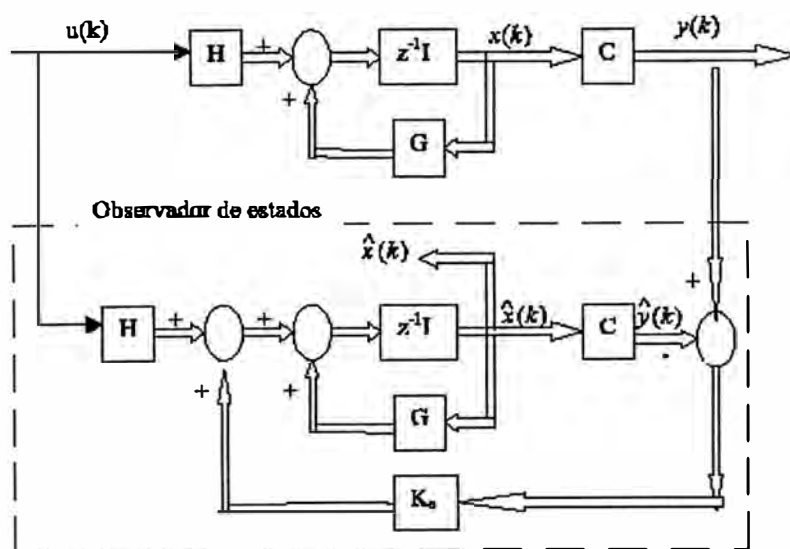 u(k)
H
+
+
z⁻¹I
x(k)
C
y(k)
G
Observador de estados
x̂(k)
+
H
+
+
z⁻¹I
x̂(k)
C
ŷ(k)
+
+
G
Kₑ